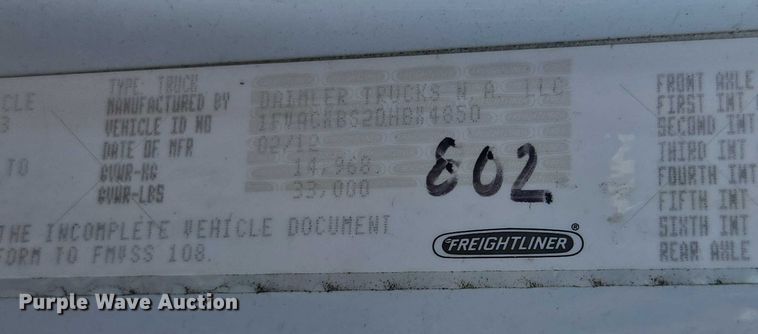 TYPE: TRUCK
MANUFACTURED BY DAIMLER TRUCKS N.A. LLC FRONT AXLE
VEHICLE ID NO FIRST INT
DATE OF MFR 02/12 SECOND INT
GVWR-KG 14,968. THIRD INT
GVWR-LBS 33,000 FOURTH INT
802 FIFTH INT
THE INCOMPLETE VEHICLE DOCUMENT SIXTH INT
FORM TO FMVSS 108. REAR AXLE
FREIGHTLINER®
Purple Wave Auction